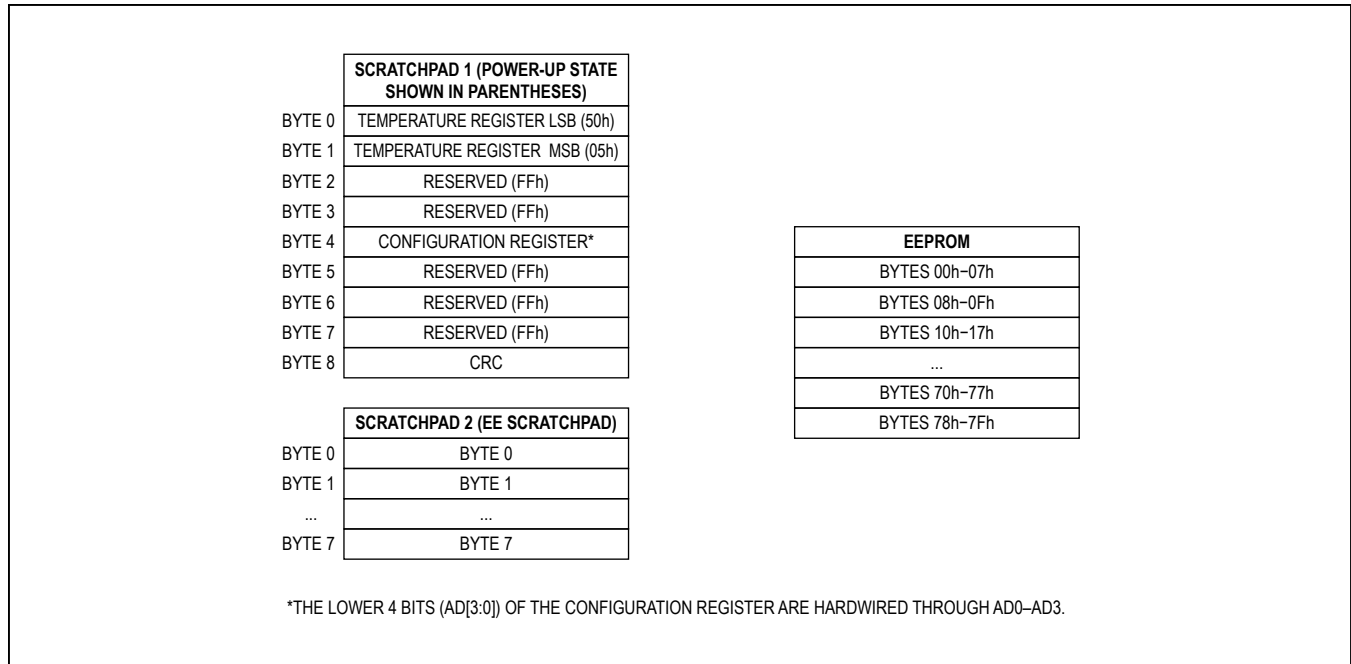 SCRATCHPAD 1 (POWER-UP STATE
SHOWN IN PARENTHESES)
BYTE 0 TEMPERATURE REGISTER LSB (50h)
BYTE 1 TEMPERATURE REGISTER MSB (05h)
BYTE 2 RESERVED (FFh)
BYTE 3 RESERVED (FFh)
BYTE 4 CONFIGURATION REGISTER*
BYTE 5 RESERVED (FFh)
BYTE 6 RESERVED (FFh)
BYTE 7 RESERVED (FFh)
BYTE 8 CRC
SCRATCHPAD 2 (EE SCRATCHPAD)
BYTE 0 BYTE 0
BYTE 1 BYTE 1
... ...
BYTE 7 BYTE 7
EEPROM
BYTES 00h–07h
BYTES 08h–0Fh
BYTES 10h–17h
...
BYTES 70h–77h
BYTES 78h–7Fh
*THE LOWER 4 BITS (AD[3:0]) OF THE CONFIGURATION REGISTER ARE HARDWIRED THROUGH AD0–AD3.